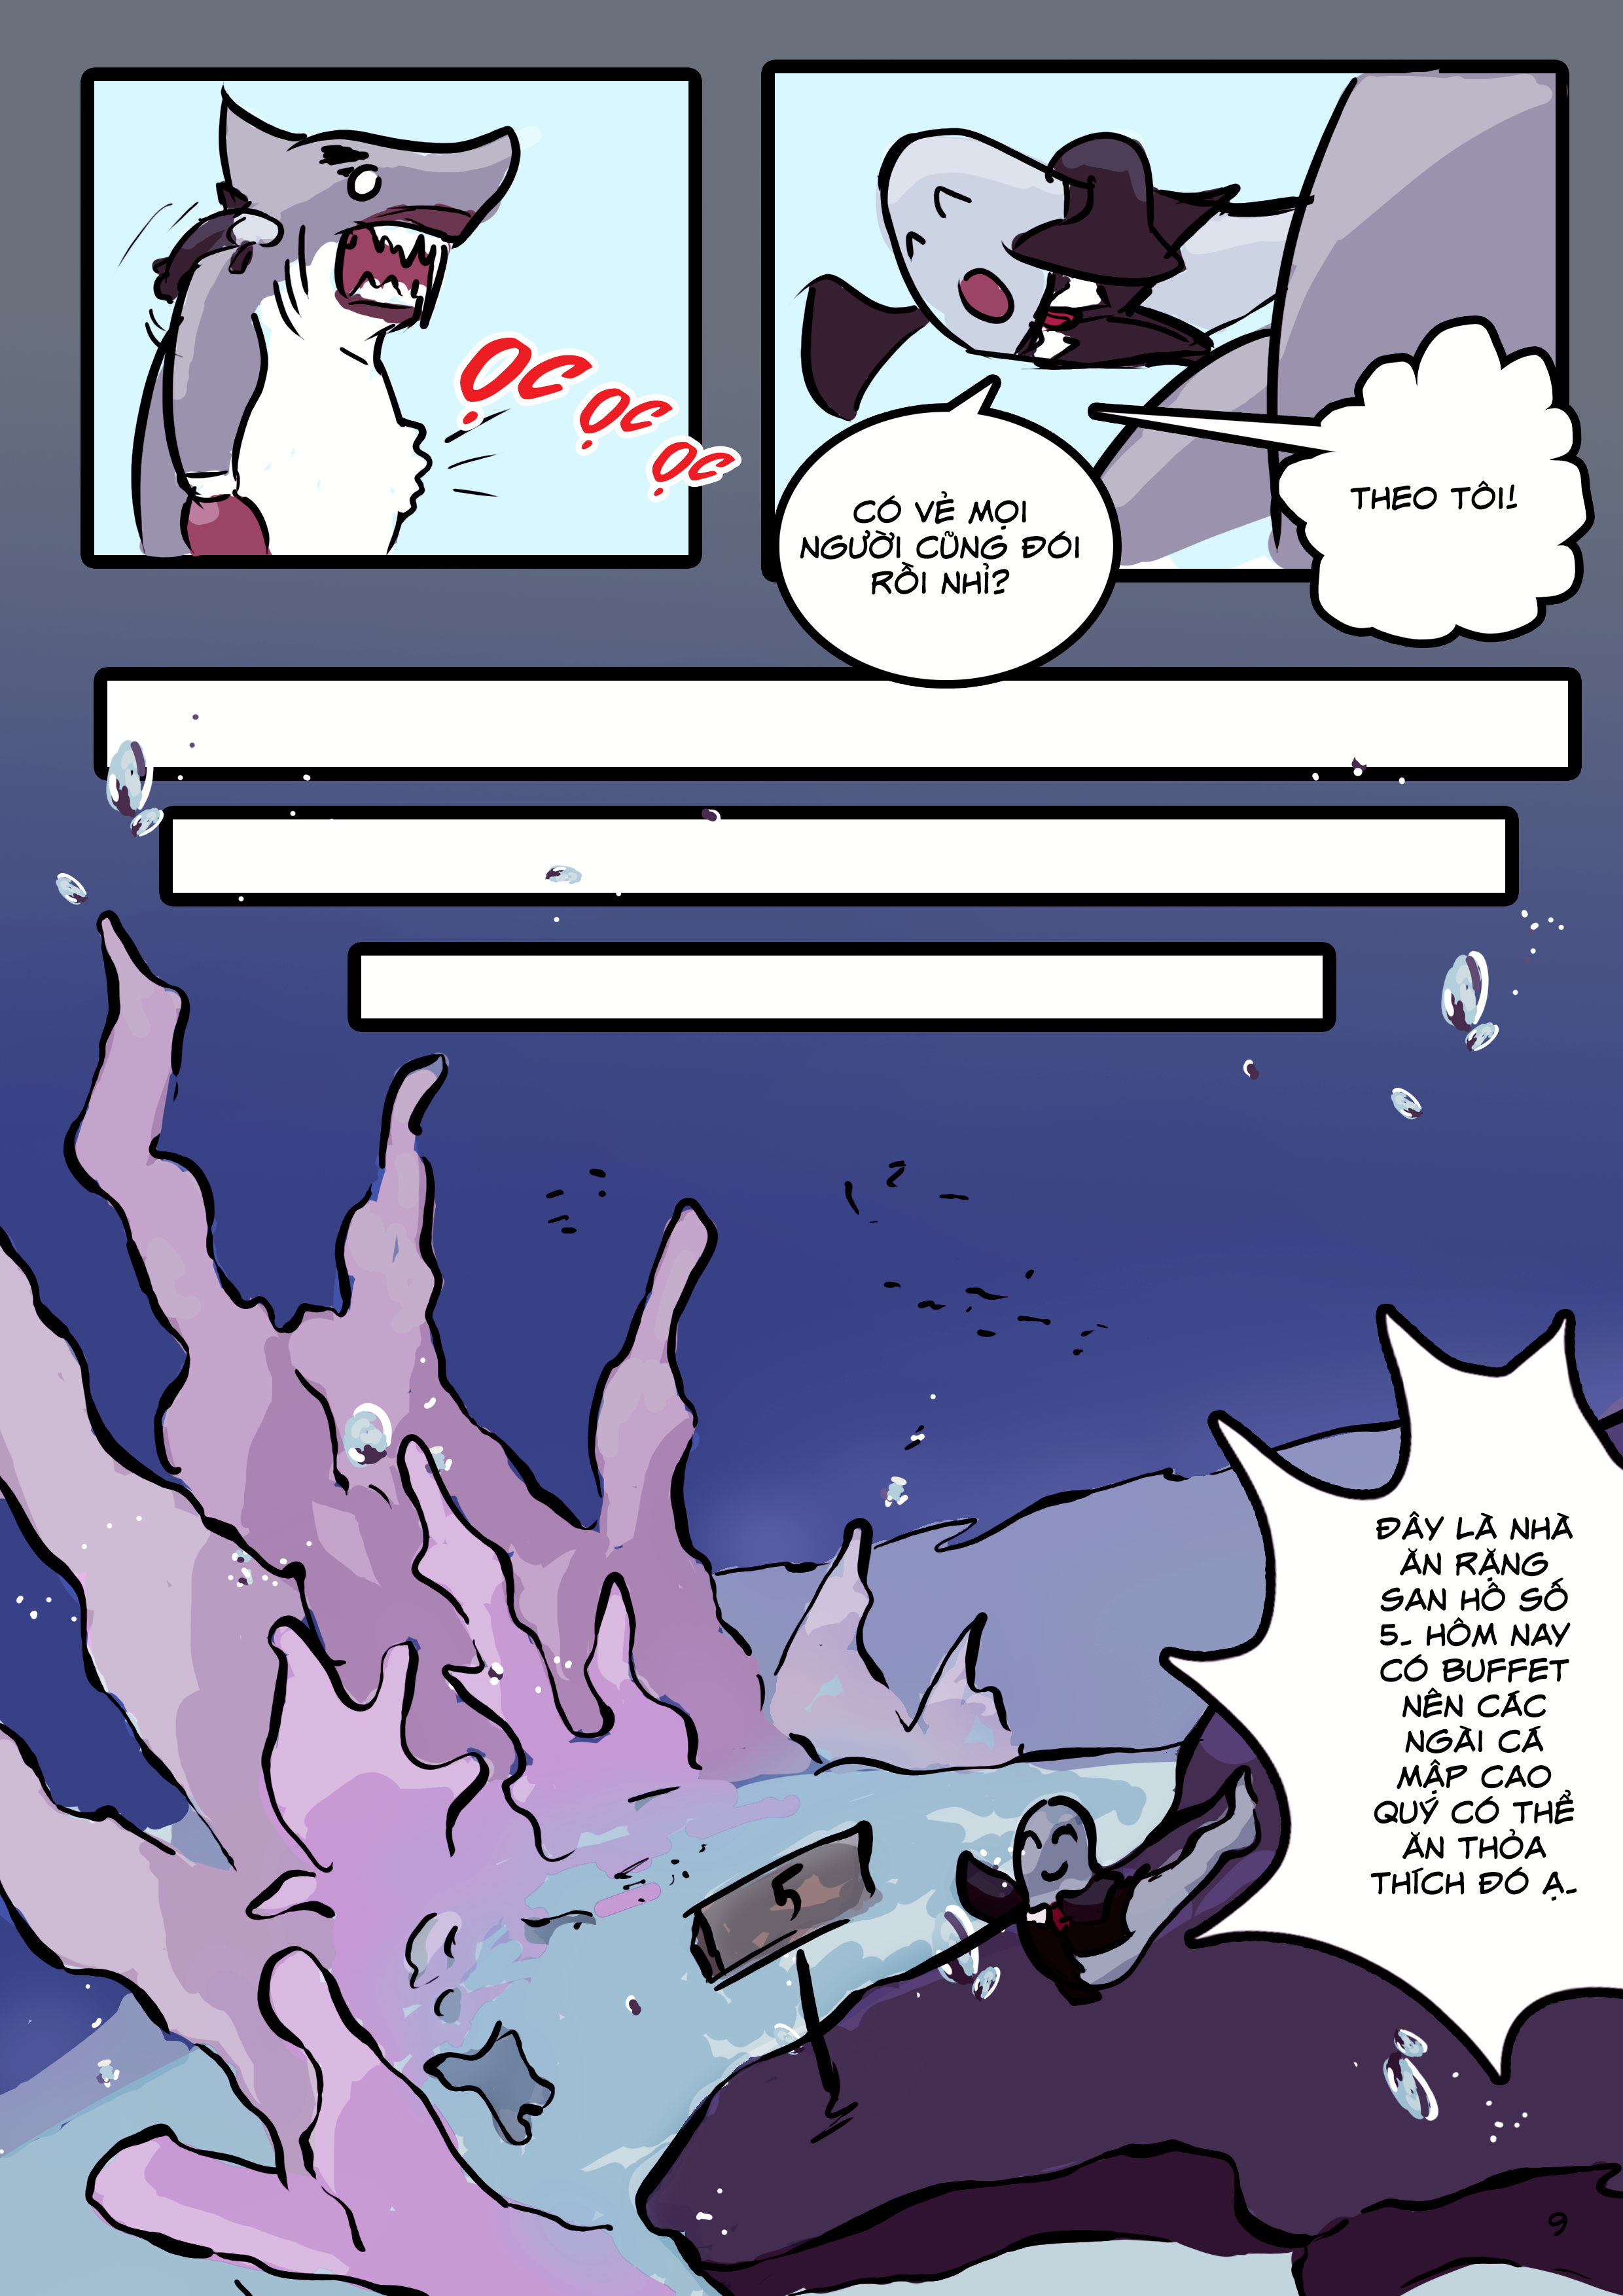 ỌC
ỌC
ỌC
CÓ VẺ MỌI
NGƯỜI CŨNG ĐÓI
RỒI NHỈ?
THEO TÔI!
ĐÂY LÀ NHÀ
ĂN RẶNG
SAN HÔ SỐ
5. HÔM NAY
CÓ BUFFET
NÊN CÁC
NGÀI CÁ
MẬP CAO
QUÝ CÓ THỂ
ĂN THỎA
THÍCH ĐÓ Ạ.
5
9